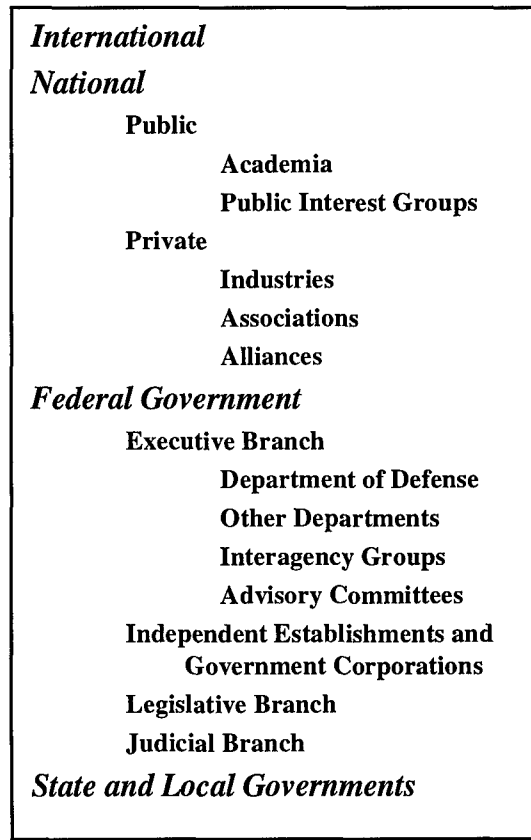 International
National
Public
Academia
Public Interest Groups
Private
Industries
Associations
Alliances
Federal Government
Executive Branch
Department of Defense
Other Departments
Interagency Groups
Advisory Committees
Independent Establishments and
Government Corporations
Legislative Branch
Judicial Branch
State and Local Governments